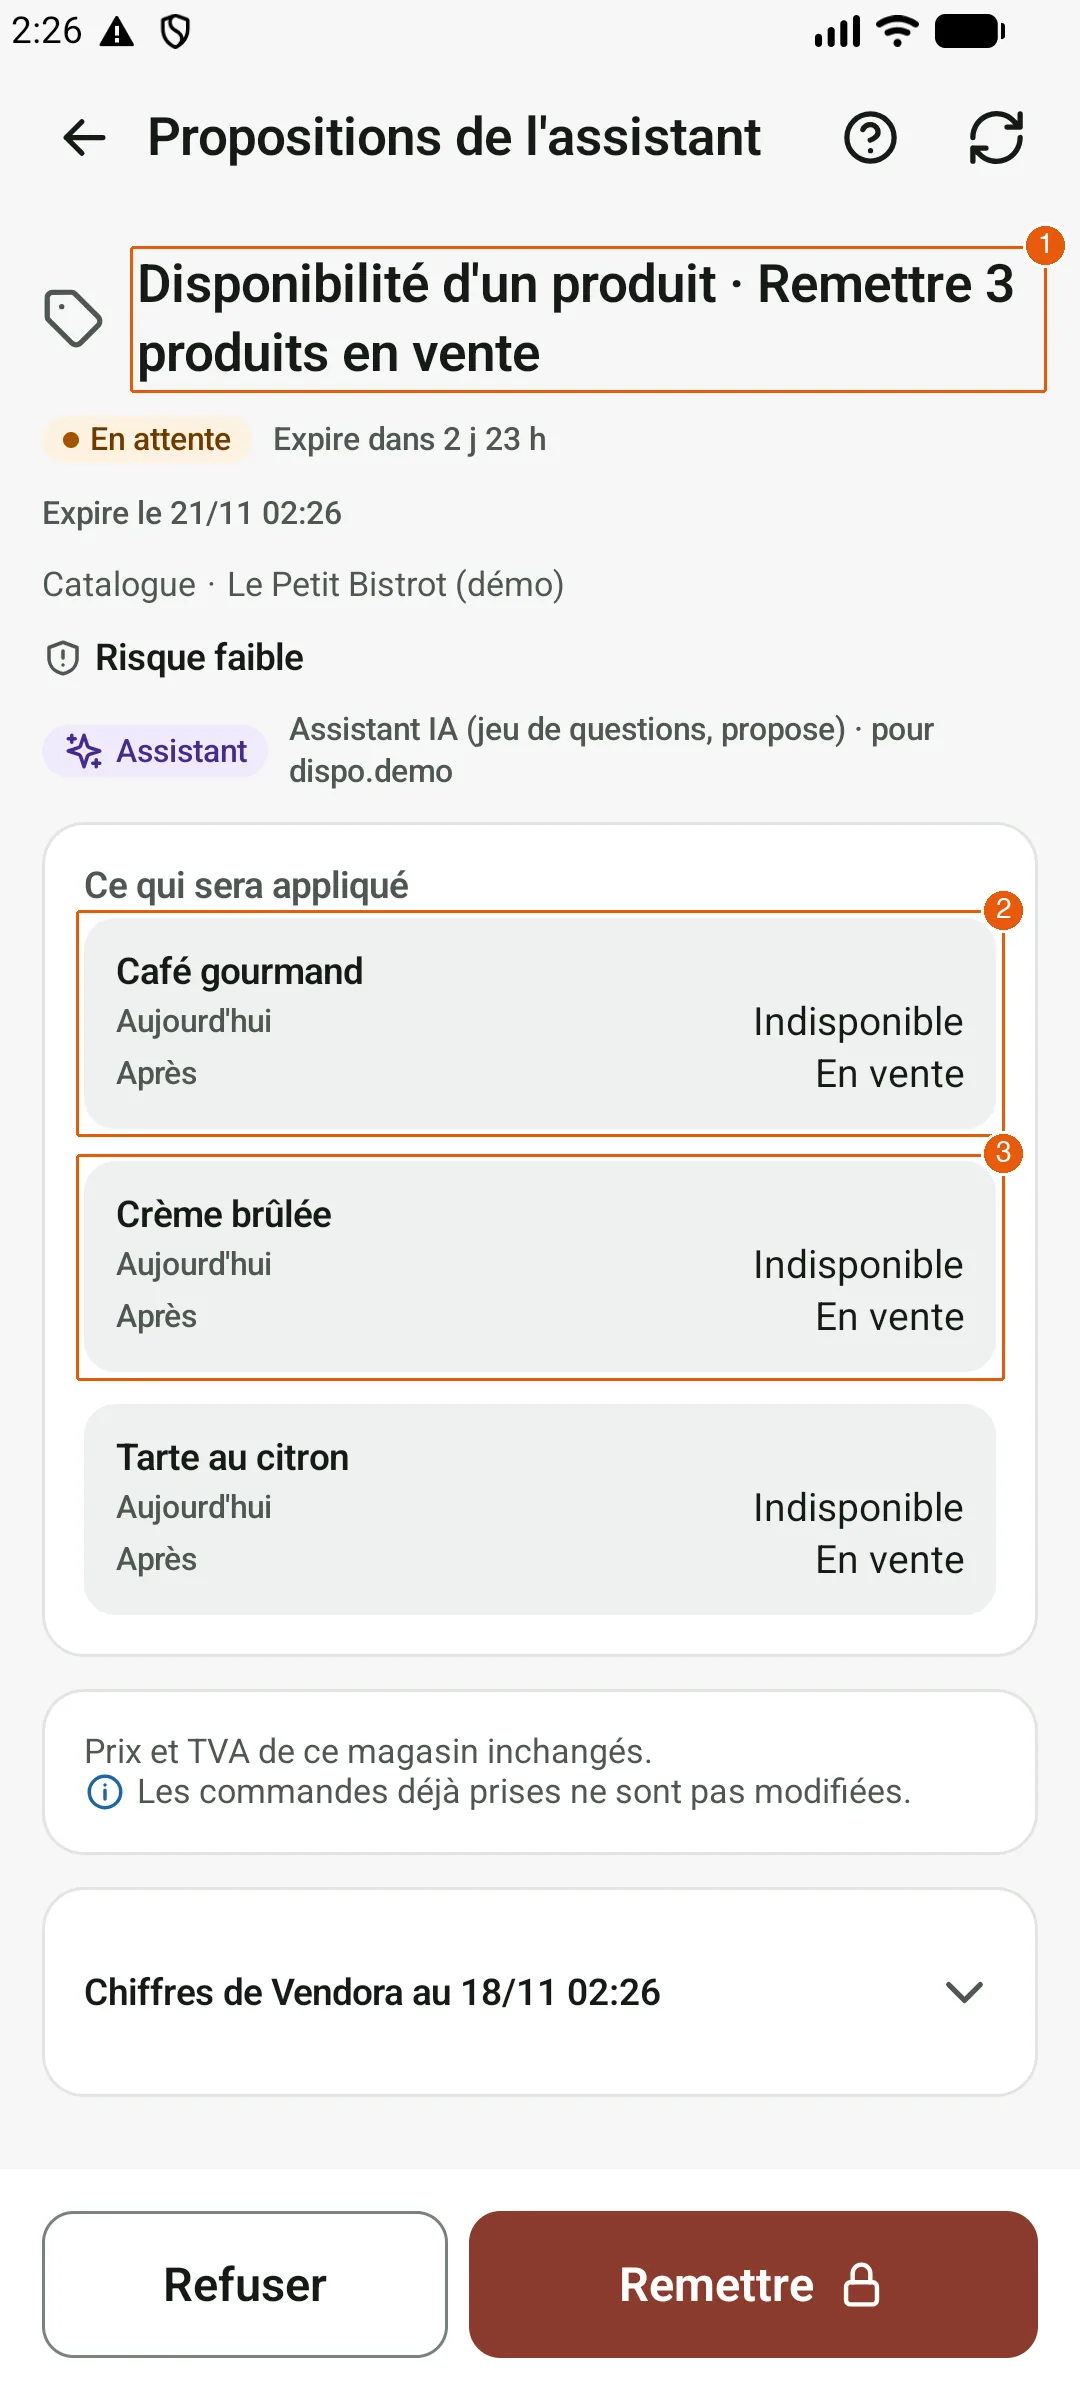 2:26
Propositions de l'assistant
1
Disponibilité d'un produit · Remettre 3
produits en vente
En attente
Expire dans 2 j 23 h
Expire le 21/11 02:26
Catalogue · Le Petit Bistrot (démo)
Risque faible
Assistant
Assistant IA (jeu de questions, propose) · pour
dispo.demo
Ce qui sera appliqué
2
Café gourmand
Aujourd'hui Indisponible
Après En vente
3
Crème brûlée
Aujourd'hui Indisponible
Après En vente
Tarte au citron
Aujourd'hui Indisponible
Après En vente
Prix et TVA de ce magasin inchangés.
Les commandes déjà prises ne sont pas modifiées.
Chiffres de Vendora au 18/11 02:26
Refuser
Remettre